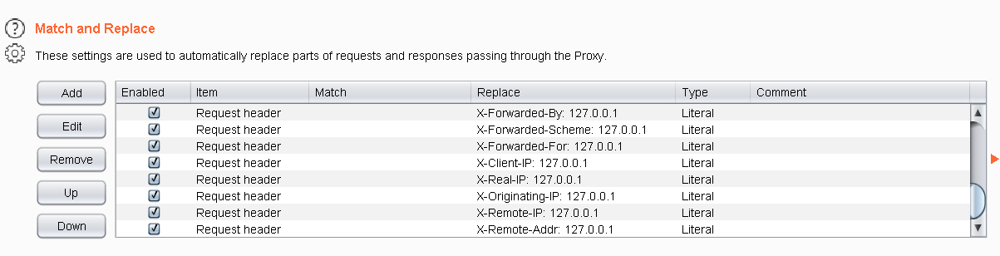 Match and Replace
These settings are used to automatically replace parts of requests and responses passing through the Proxy.
Add
Edit
Remove
Up
Down
Enabled Item Match Replace Type Comment
Request header X-Forwarded-By: 127.0.0.1 Literal
Request header X-Forwarded-Scheme: 127.0.0.1 Literal
Request header X-Forwarded-For: 127.0.0.1 Literal
Request header X-Client-IP: 127.0.0.1 Literal
Request header X-Real-IP: 127.0.0.1 Literal
Request header X-Originating-IP: 127.0.0.1 Literal
Request header X-Remote-IP: 127.0.0.1 Literal
Request header X-Remote-Addr: 127.0.0.1 Literal